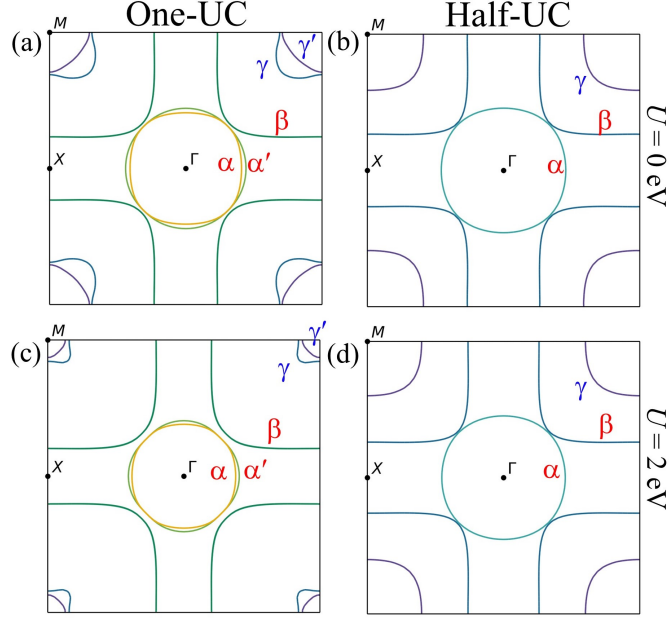 One-UC
Half-UC
(a)
M
γ
γ'
β
X
Γ
α
α'
(b)
M
γ
β
X
Γ
α
U = 0 eV
(c)
M
γ'
γ
β
X
Γ
α
α'
(d)
M
γ
β
X
Γ
α
U = 2 eV